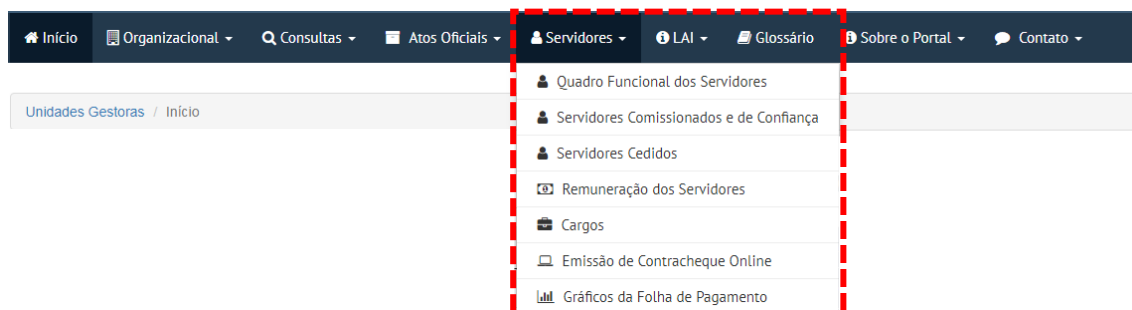 Início Organizacional Consultas Atos Oficiais Servidores LAI Glossário Sobre o Portal Contato
Unidades Gestoras / Início
Quadro Funcional dos Servidores
Servidores Comissionados e de Confiança
Servidores Cedidos
Remuneração dos Servidores
Cargos
Emissão de Contracheque Online
Gráficos da Folha de Pagamento